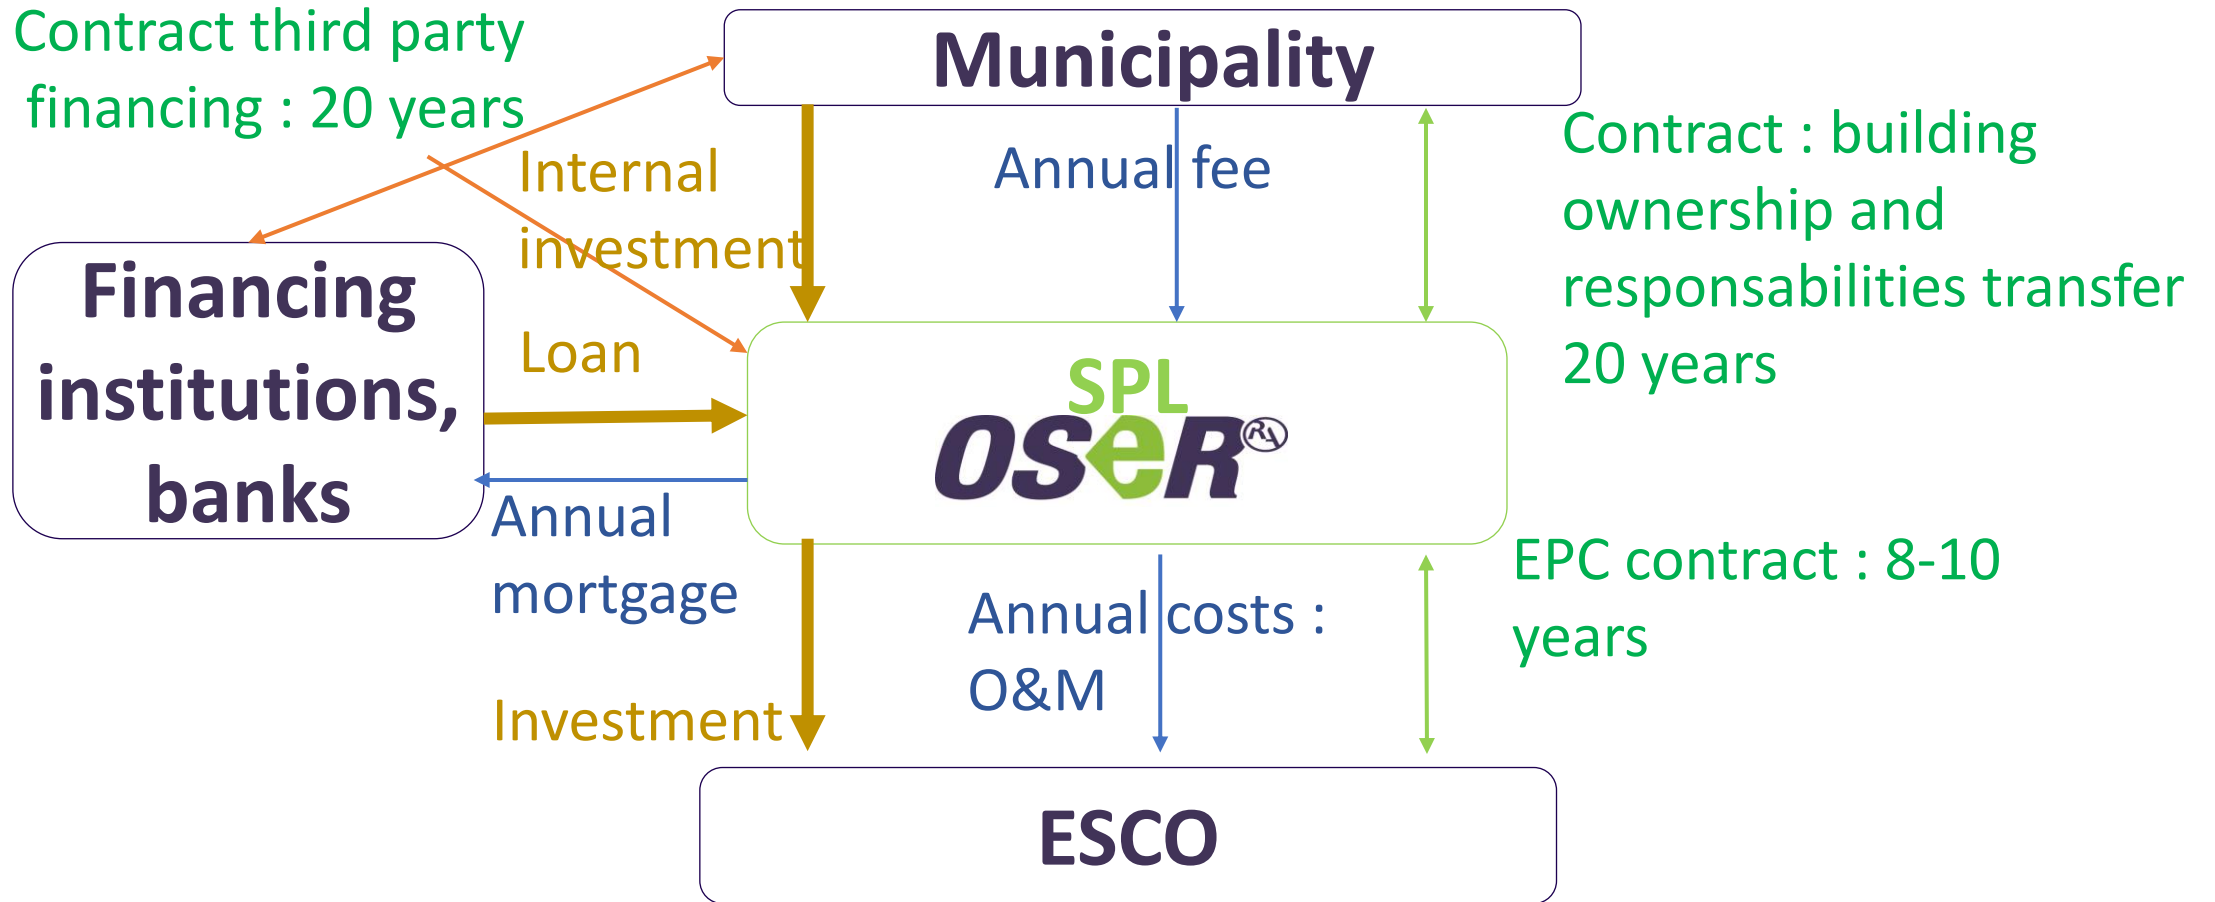 Contract third party
financing : 20 years
Municipality
Internal
investment
Annual fee
Contract : building
ownership and
responsabilities transfer
20 years
Financing
institutions,
banks
Loan
SPL
OSeR RA
Annual
mortgage
EPC contract : 8-10
years
Annual costs :
O&M
Investment
ESCO